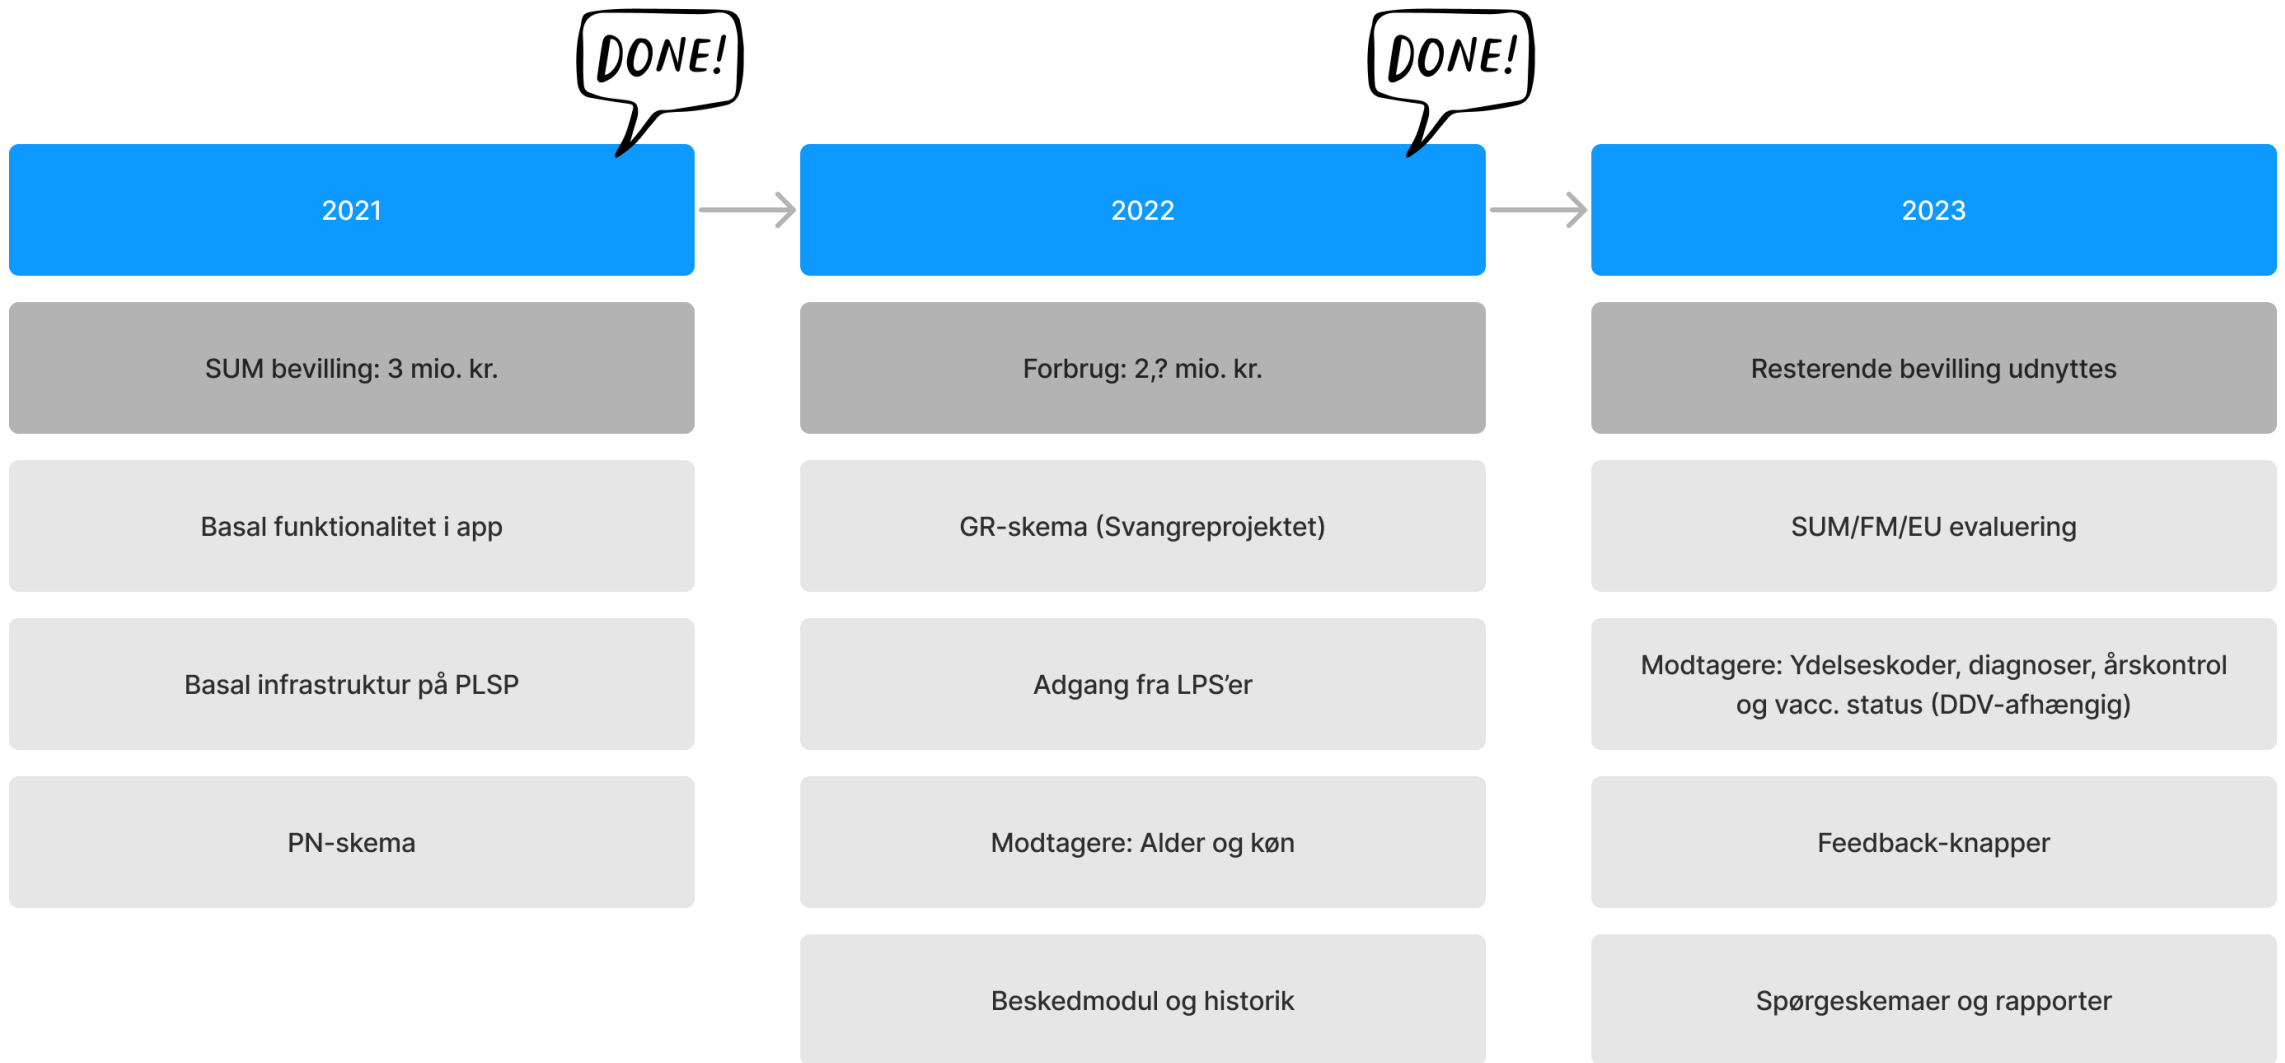 DONE!
DONE!
2021
2022
2023
SUM bevilling: 3 mio. kr.
Forbrug: 2,? mio. kr.
Resterende bevilling udnyttes
Basal funktionalitet i app
GR-skema (Svangreprojektet)
SUM/FM/EU evaluering
Basal infrastruktur på PLSP
Adgang fra LPS’er
Modtagere: Ydelseskoder, diagnoser, årskontrol
og vacc. status (DDV-afhængig)
PN-skema
Modtagere: Alder og køn
Feedback-knapper
Beskedmodul og historik
Spørgeskemaer og rapporter